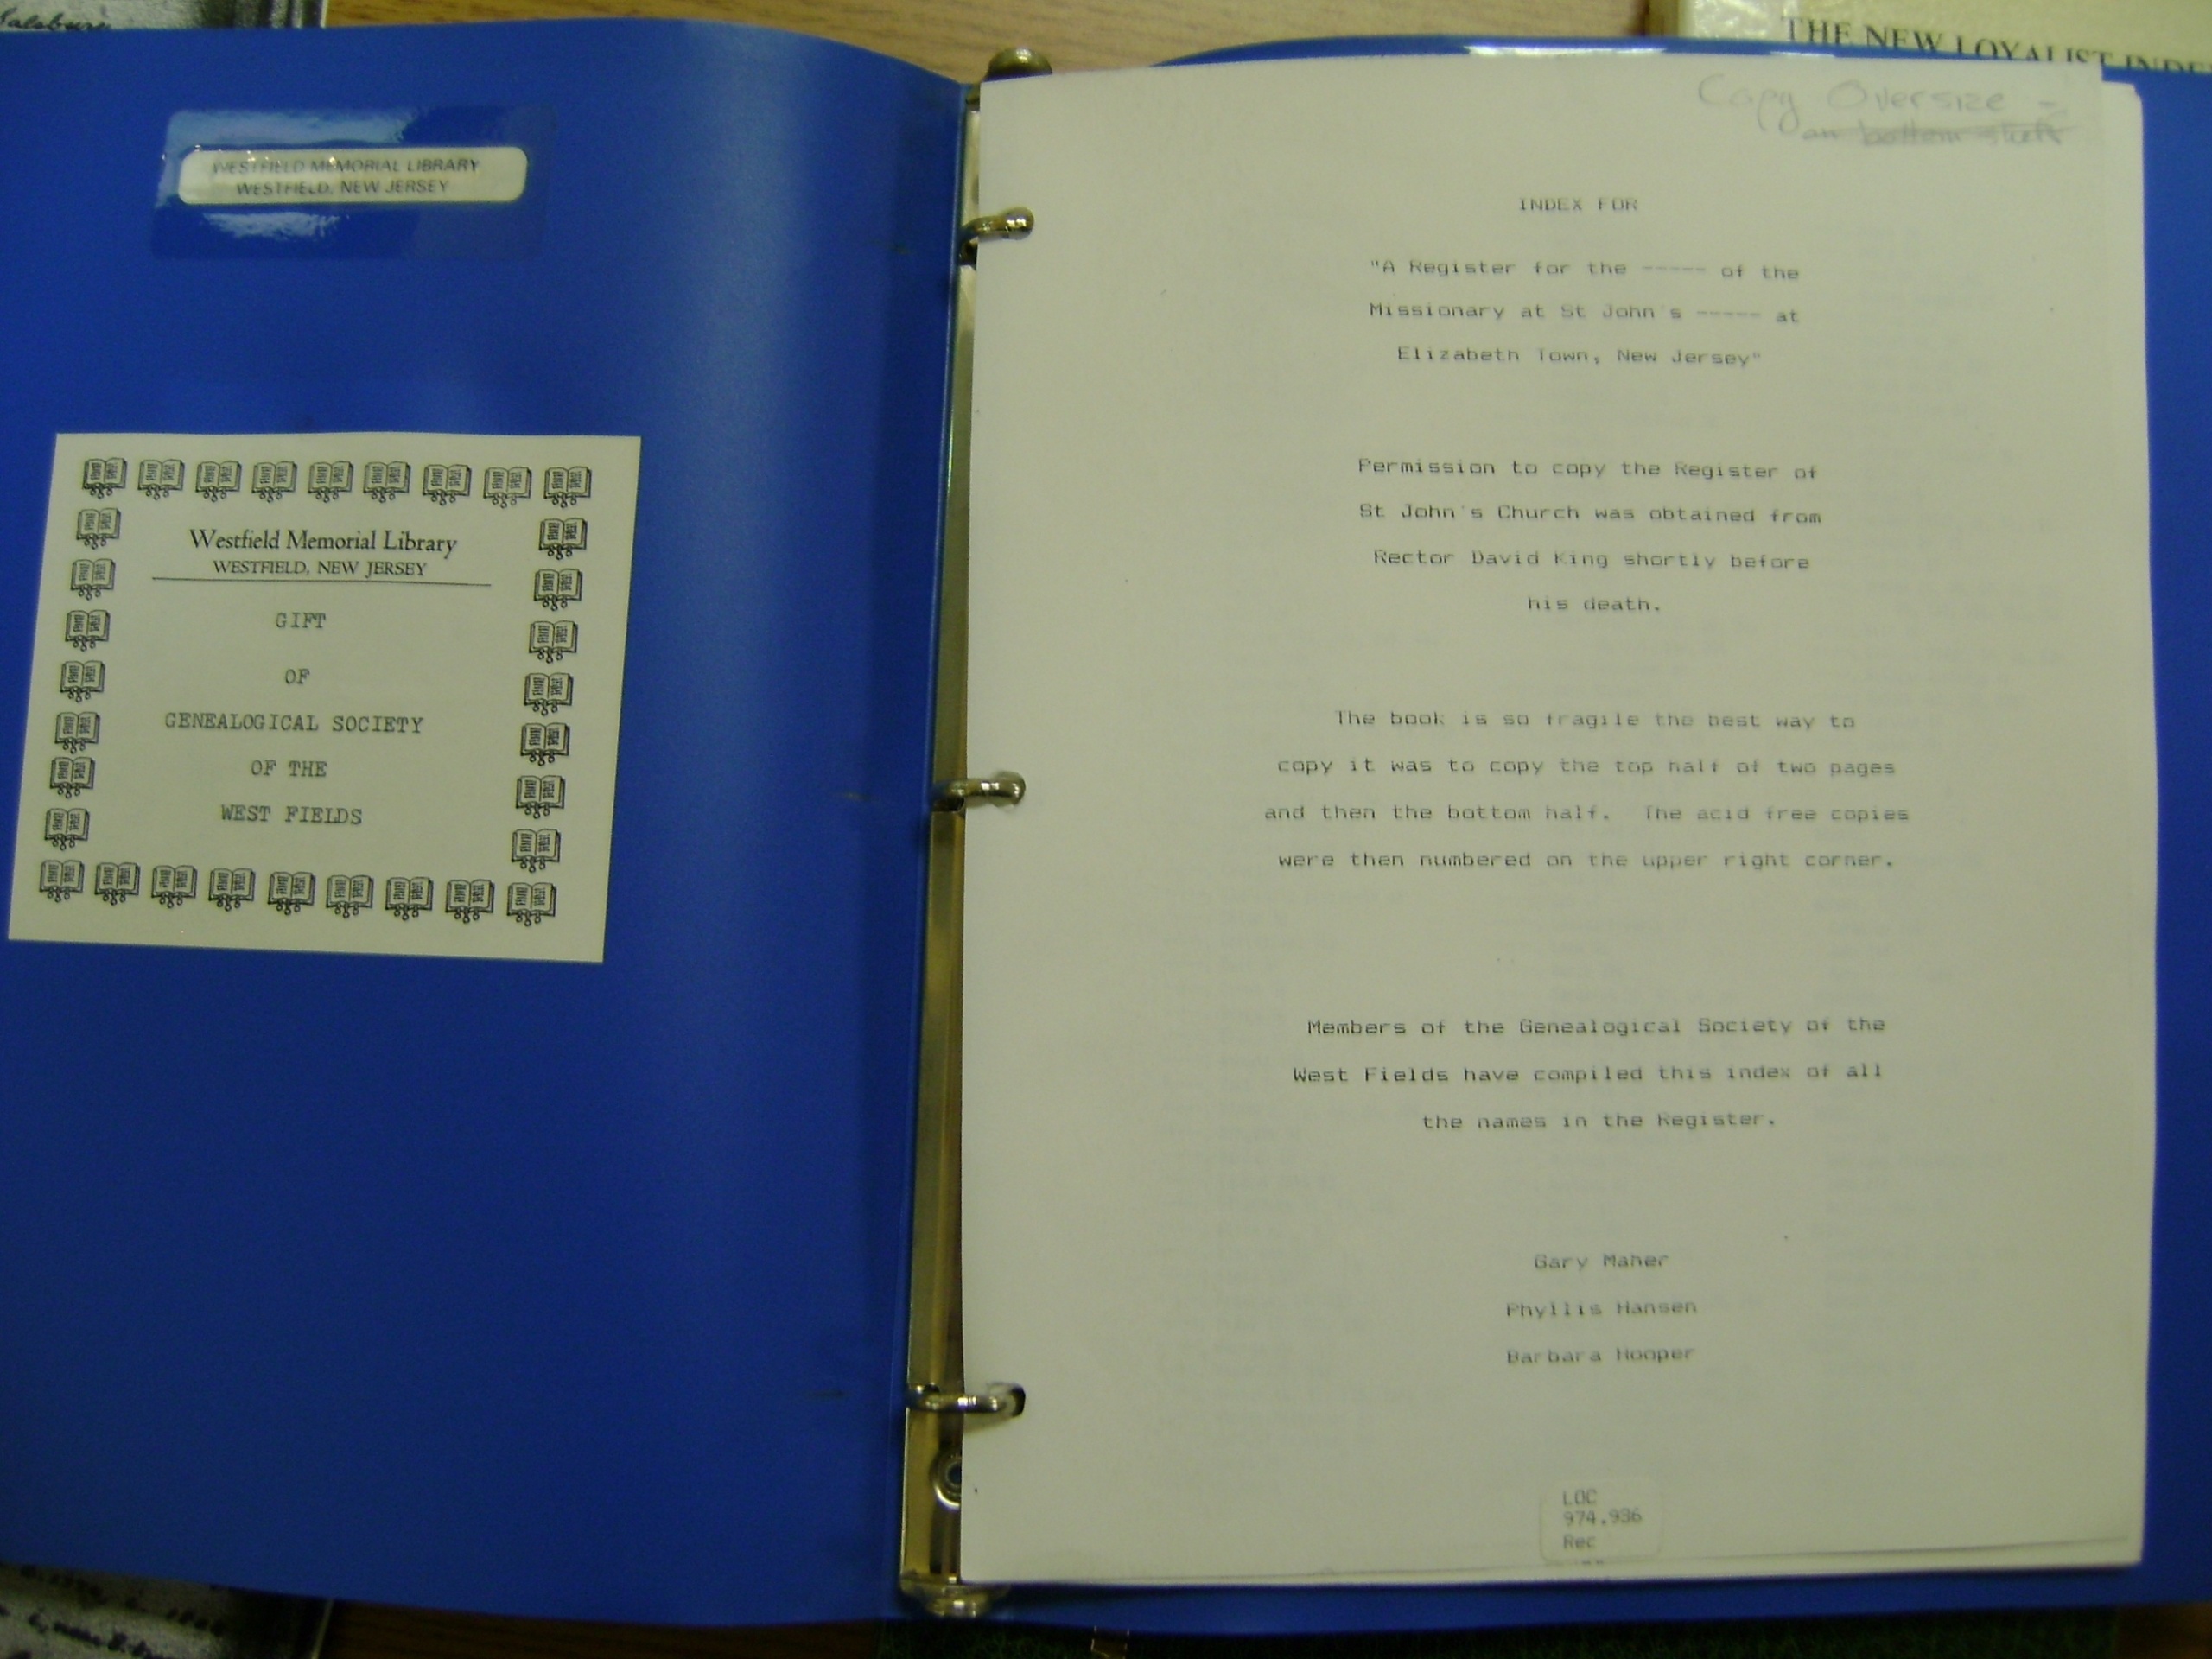 Salsbury
THE NEW LOYALIST INDE
WESTFIELD MEMORIAL LIBRARY
WESTFIELD, NEW JERSEY
Westfield Memorial Library
WESTFIELD, NEW JERSEY
GIFT
OF
GENEALOGICAL SOCIETY
OF THE
WEST FIELDS
Copy Oversize -
on bottom shelf
INDEX FOR
"A Register for the ----- of the
Missionary at St John's ----- at
Elizabeth Town, New Jersey"
Permission to copy the Register of
St John's Church was obtained from
Rector David King shortly before
his death.
The book is so fragile the best way to
copy it was to copy the top half of two pages
and then the bottom half. The acid free copies
were then numbered on the upper right corner.
Members of the Genealogical Society of the
West Fields have compiled this index of all
the names in the Register.
Gary Maher
Phyllis Hansen
Barbara Hooper
LOC
974.936
Rec